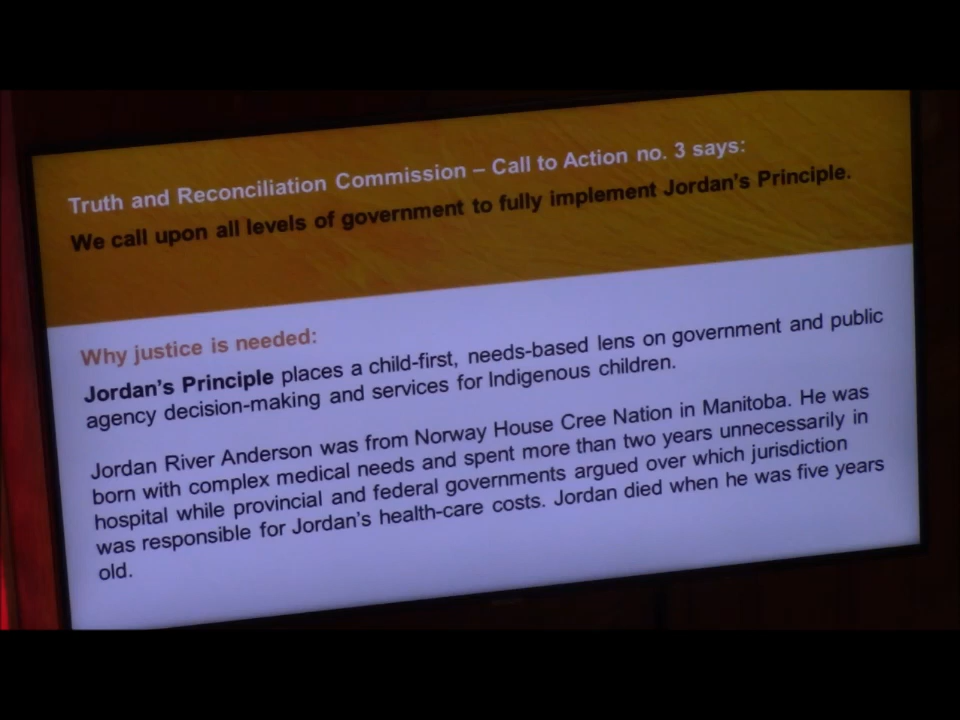 Truth and Reconciliation Commission – Call to Action no. 3 says:
We call upon all levels of government to fully implement Jordan's Principle.
Why justice is needed:
Jordan's Principle places a child-first, needs-based lens on government and public
agency decision-making and services for Indigenous children.
Jordan River Anderson was from Norway House Cree Nation in Manitoba. He was
born with complex medical needs and spent more than two years unnecessarily in
hospital while provincial and federal governments argued over which jurisdiction
was responsible for Jordan's health-care costs. Jordan died when he was five years
old.